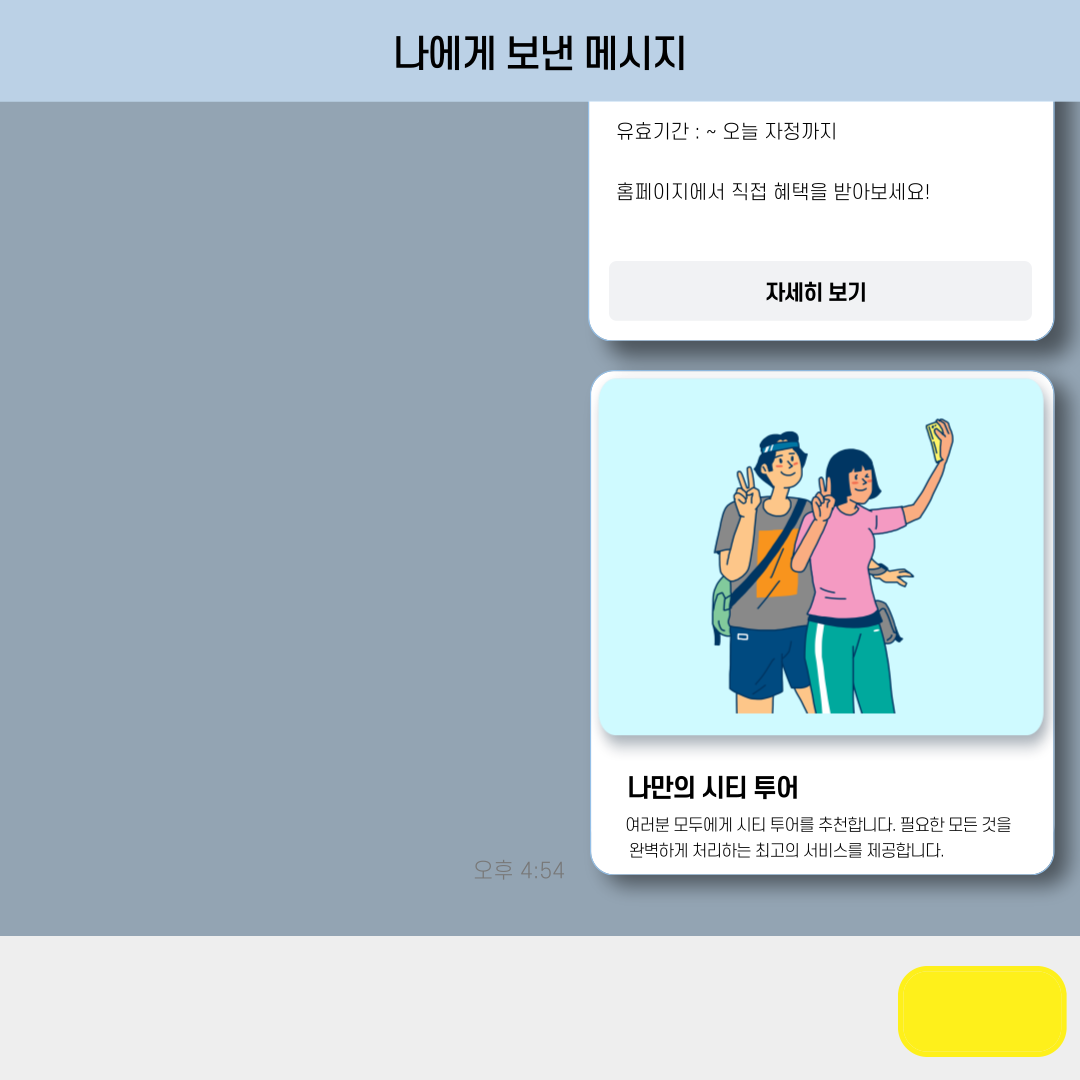 나에게 보낸 메시지
유효기간 : ~ 오늘 자정까지
홈페이지에서 직접 혜택을 받아보세요!
자세히 보기
나만의 시티 투어
여러분 모두에게 시티 투어를 추천합니다. 필요한 모든 것을
완벽하게 처리하는 최고의 서비스를 제공합니다.
오후 4:54